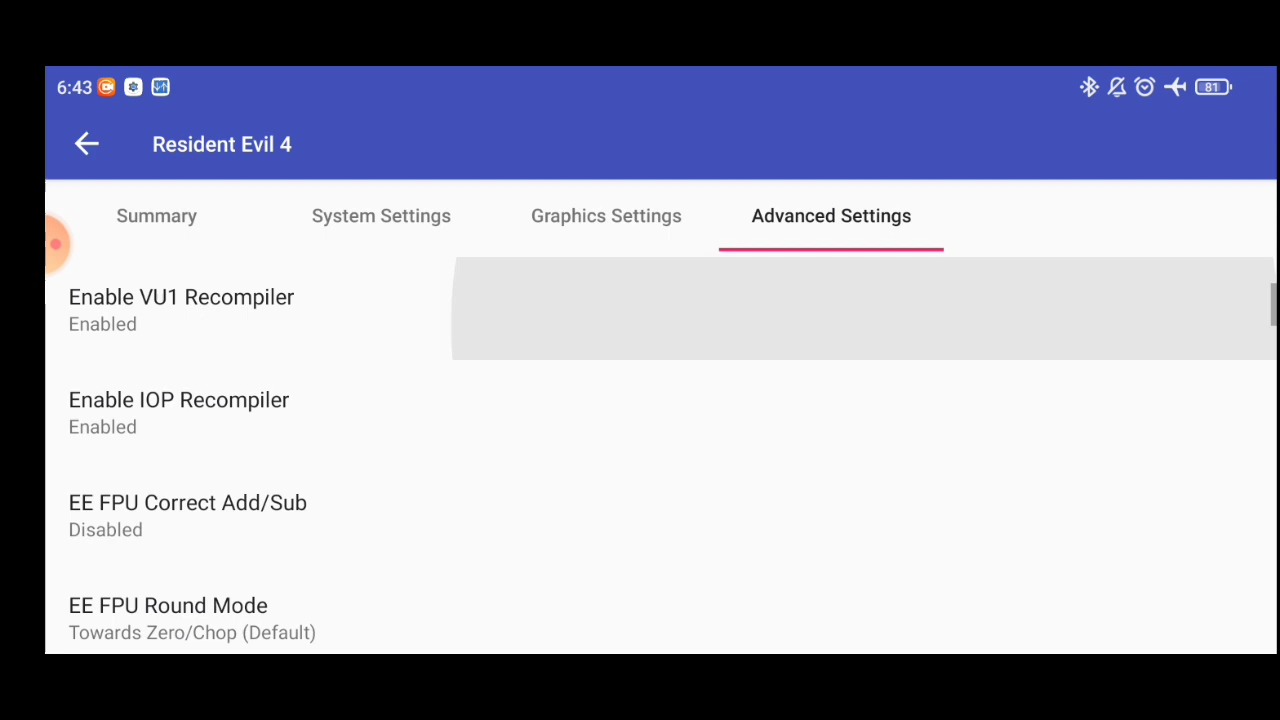 6:43
81
Resident Evil 4
Summary System Settings Graphics Settings Advanced Settings
Enable VU1 Recompiler
Enabled
Enable IOP Recompiler
Enabled
EE FPU Correct Add/Sub
Disabled
EE FPU Round Mode
Towards Zero/Chop (Default)